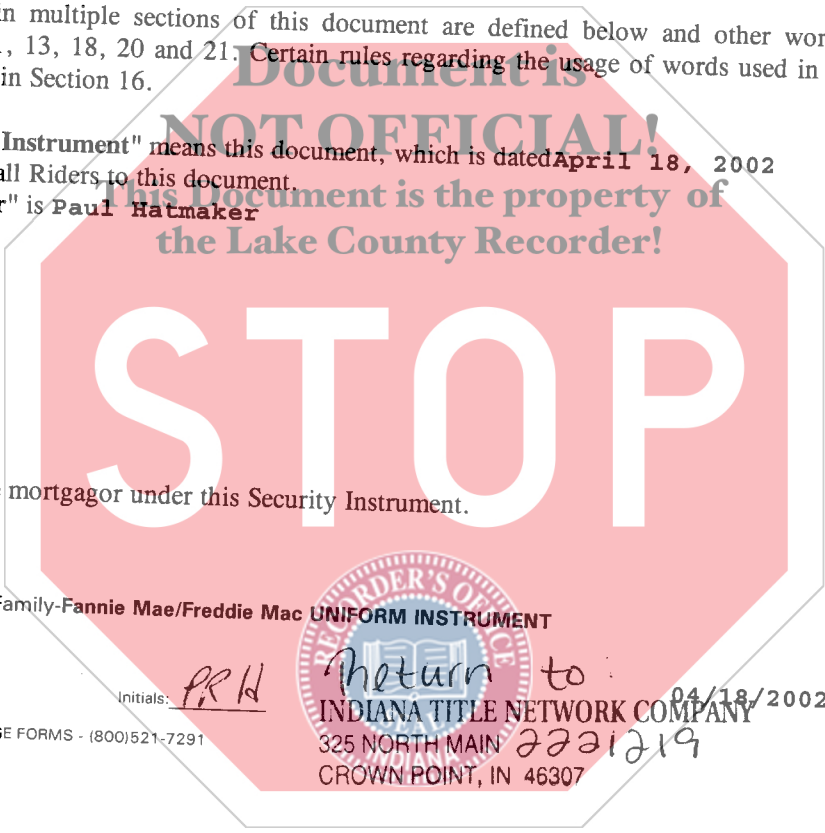 in multiple sections of this document are defined below and other wor
, 13, 18, 20 and 21. Certain rules regarding the usage of words used in
in Section 16.
Document is
NOT OFFICIAL!
This Document is the property of
the Lake County Recorder!
Instrument" means this document, which is dated April 18, 2002
all Riders to this document.
r" is Paul Hatmaker
STOP
mortgagor under this Security Instrument.
RECORDER'S OFFICE
SEAL
INDIANA
Family-Fannie Mae/Freddie Mac UNIFORM INSTRUMENT
Initials: PRH
Return to:
04/18/2002
INDIANA TITLE NETWORK COMPANY
GE FORMS - (800)521-7291
325 NORTH MAIN 2221219
CROWN POINT, IN 46307